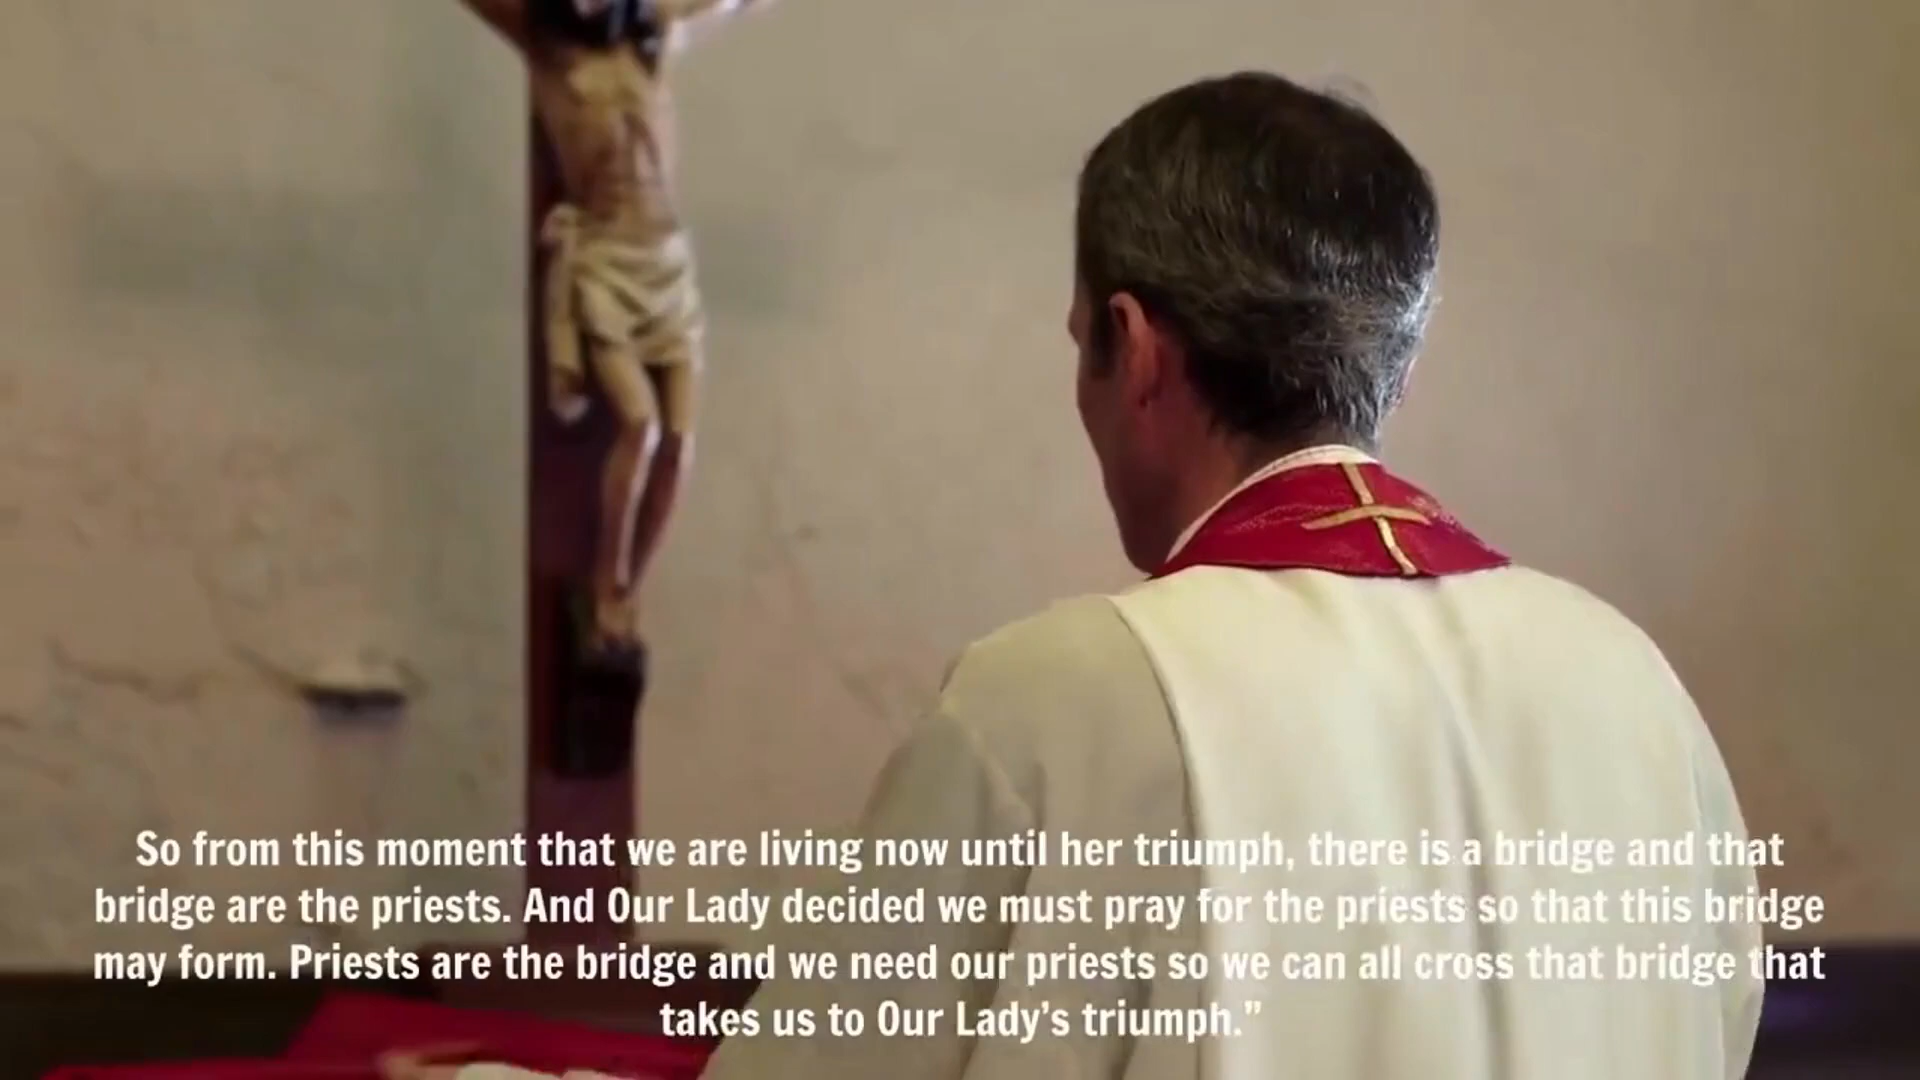 So from this moment that we are living now until her triumph, there is a bridge and that
bridge are the priests. And Our Lady decided we must pray for the priests so that this bridge
may form. Priests are the bridge and we need our priests so we can all cross that bridge that
takes us to Our Lady’s triumph.”